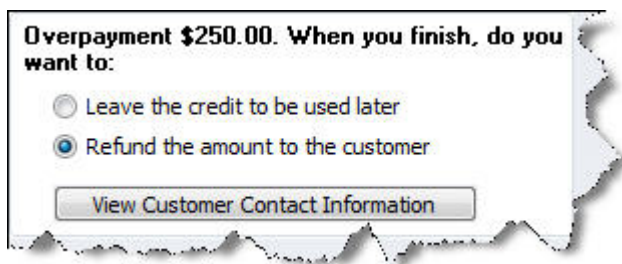 Overpayment $250.00. When you finish, do you
want to:
Leave the credit to be used later
Refund the amount to the customer
View Customer Contact Information